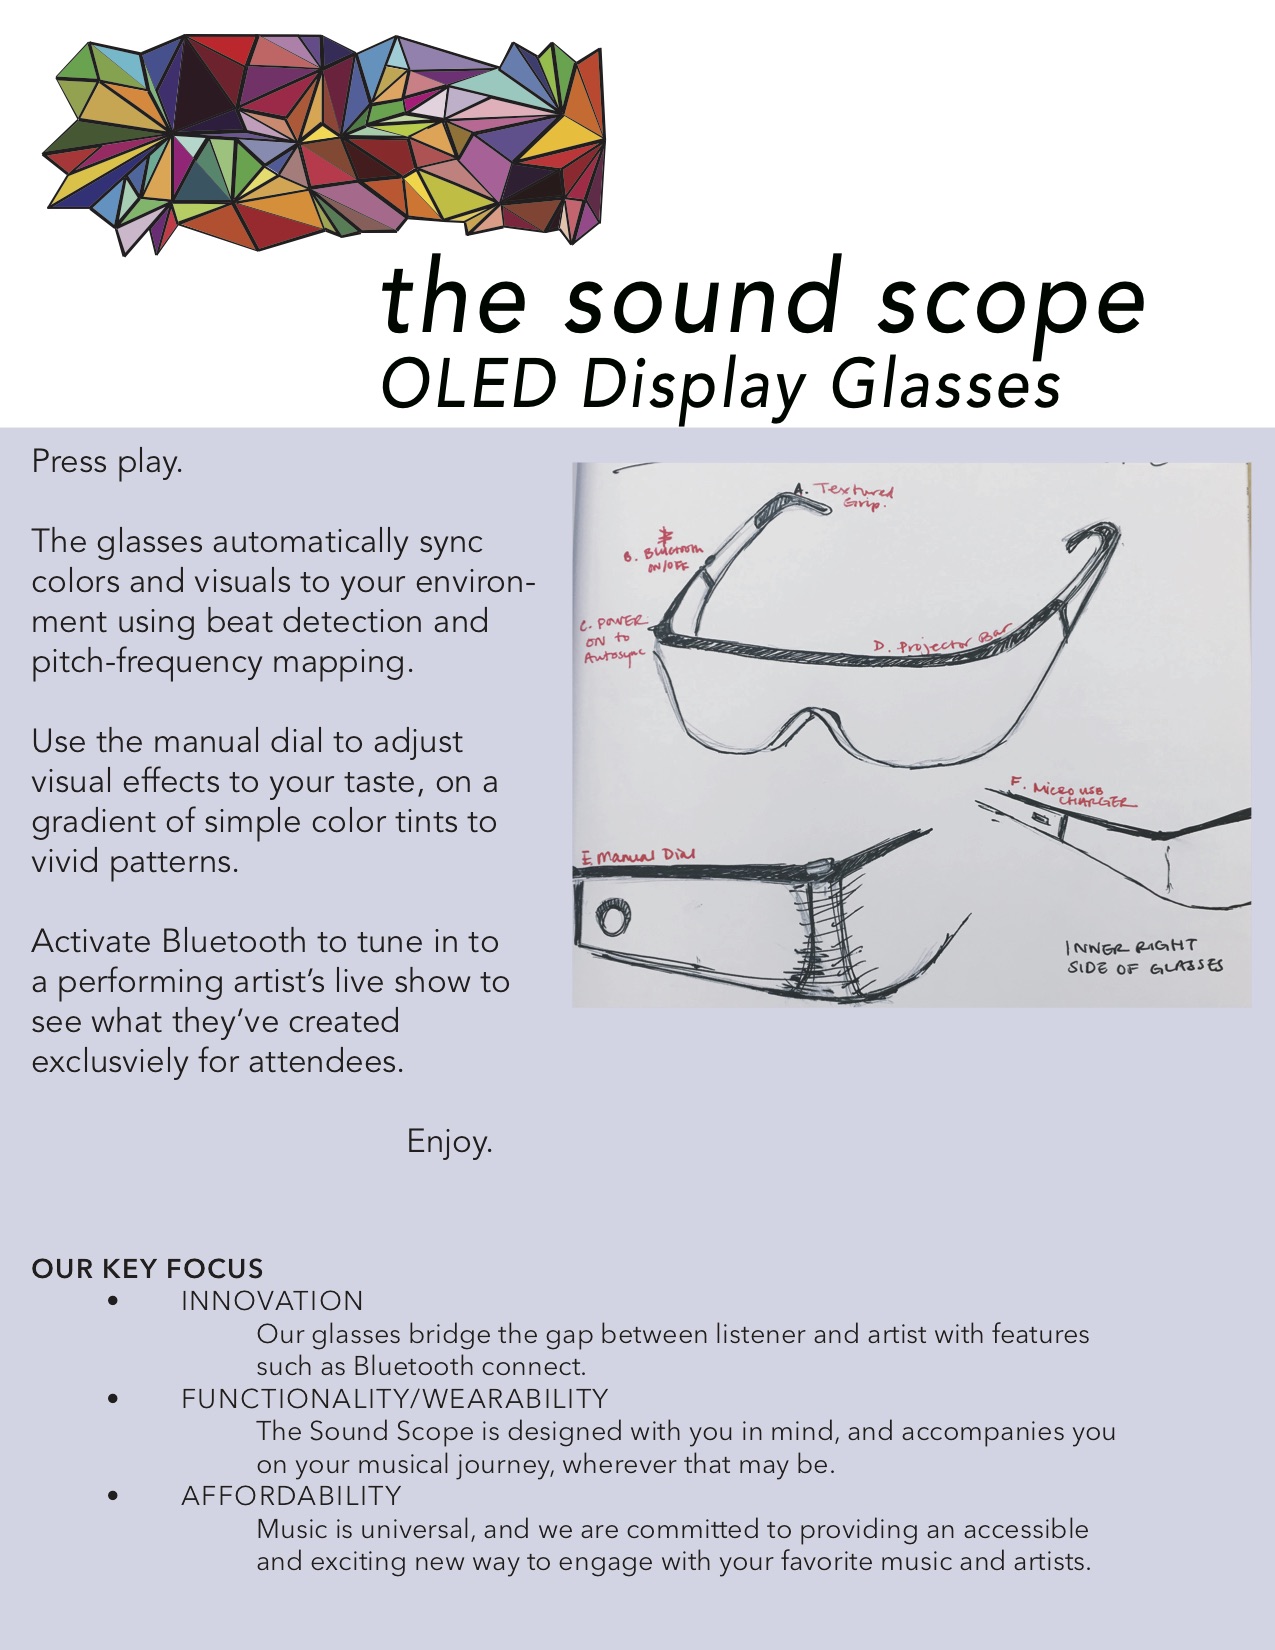 the sound scope
OLED Display Glasses
Press play.
The glasses automatically sync
colors and visuals to your environ-
ment using beat detection and
pitch-frequency mapping.
Use the manual dial to adjust
visual effects to your taste, on a
gradient of simple color tints to
vivid patterns.
Activate Bluetooth to tune in to
a performing artist’s live show to
see what they’ve created
exclusviely for attendees.
Enjoy.
A. Textured
Grip.
B.
ON/OFF
C. POWER
ON to
Autosync
D. Projector Bar
F. Micro USB
CHARGER
E Manual Dial
INNER RIGHT
SIDE OF GLASSES
OUR KEY FOCUS
• INNOVATION
Our glasses bridge the gap between listener and artist with features
such as Bluetooth connect.
• FUNCTIONALITY/WEARABILITY
The Sound Scope is designed with you in mind, and accompanies you
on your musical journey, wherever that may be.
• AFFORDABILITY
Music is universal, and we are committed to providing an accessible
and exciting new way to engage with your favorite music and artists.